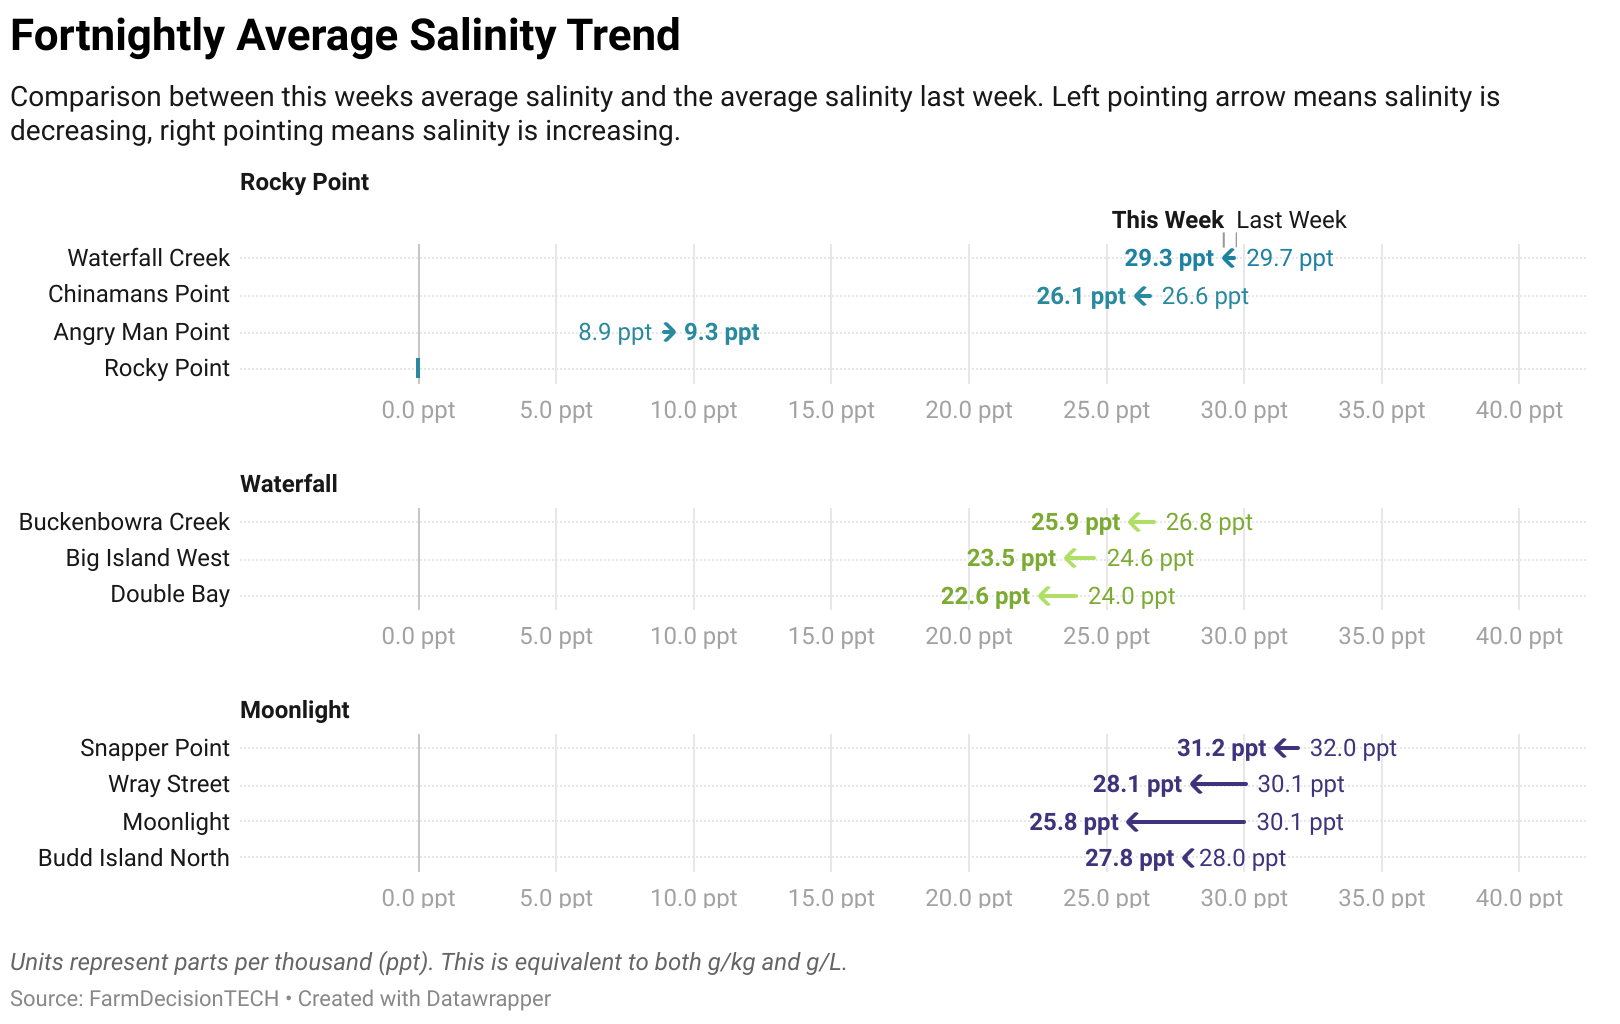 Fortnightly Average Salinity Trend
Comparison between this weeks average salinity and the average salinity last week. Left pointing arrow means salinity is
decreasing, right pointing means salinity is increasing.
Rocky Point
This Week Last Week
Waterfall Creek 29.3 ppt 29.7 ppt
Chinamans Point 26.1 ppt 26.6 ppt
Angry Man Point 8.9 ppt 9.3 ppt
Rocky Point
0.0 ppt 5.0 ppt 10.0 ppt 15.0 ppt 20.0 ppt 25.0 ppt 30.0 ppt 35.0 ppt 40.0 ppt
Waterfall
Buckenbowra Creek 25.9 ppt 26.8 ppt
Big Island West 23.5 ppt 24.6 ppt
Double Bay 22.6 ppt 24.0 ppt
0.0 ppt 5.0 ppt 10.0 ppt 15.0 ppt 20.0 ppt 25.0 ppt 30.0 ppt 35.0 ppt 40.0 ppt
Moonlight
Snapper Point 31.2 ppt 32.0 ppt
Wray Street 28.1 ppt 30.1 ppt
Moonlight 25.8 ppt 30.1 ppt
Budd Island North 27.8 ppt 28.0 ppt
0.0 ppt 5.0 ppt 10.0 ppt 15.0 ppt 20.0 ppt 25.0 ppt 30.0 ppt 35.0 ppt 40.0 ppt
Units represent parts per thousand (ppt). This is equivalent to both g/kg and g/L.
Source: FarmDecisionTECH • Created with Datawrapper